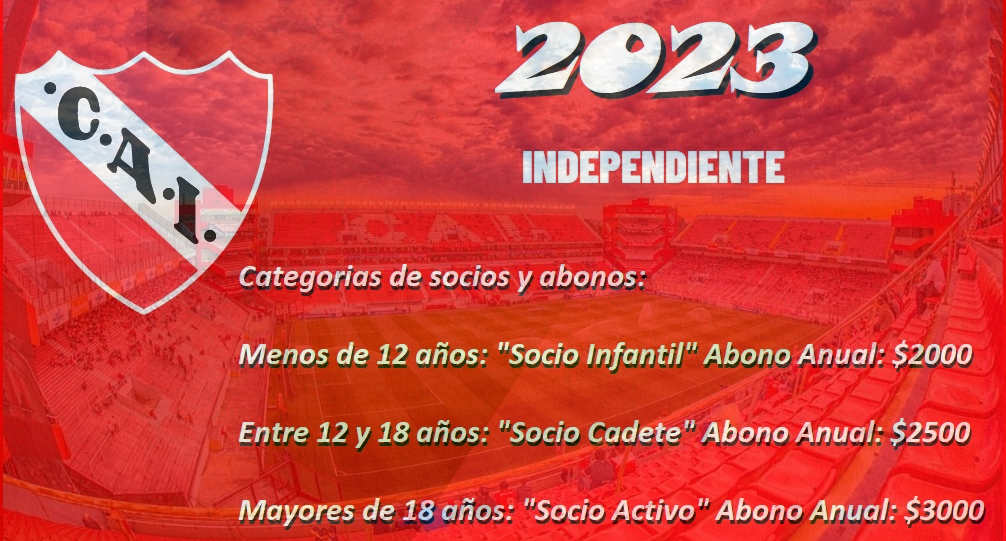 2023
.C.A.I.
INDEPENDIENTE
C A I
Categorias de socios y abonos:
Menos de 12 años: "Socio Infantil" Abono Anual: $2000
Entre 12 y 18 años: "Socio Cadete" Abono Anual: $2500
Mayores de 18 años: "Socio Activo" Abono Anual: $3000